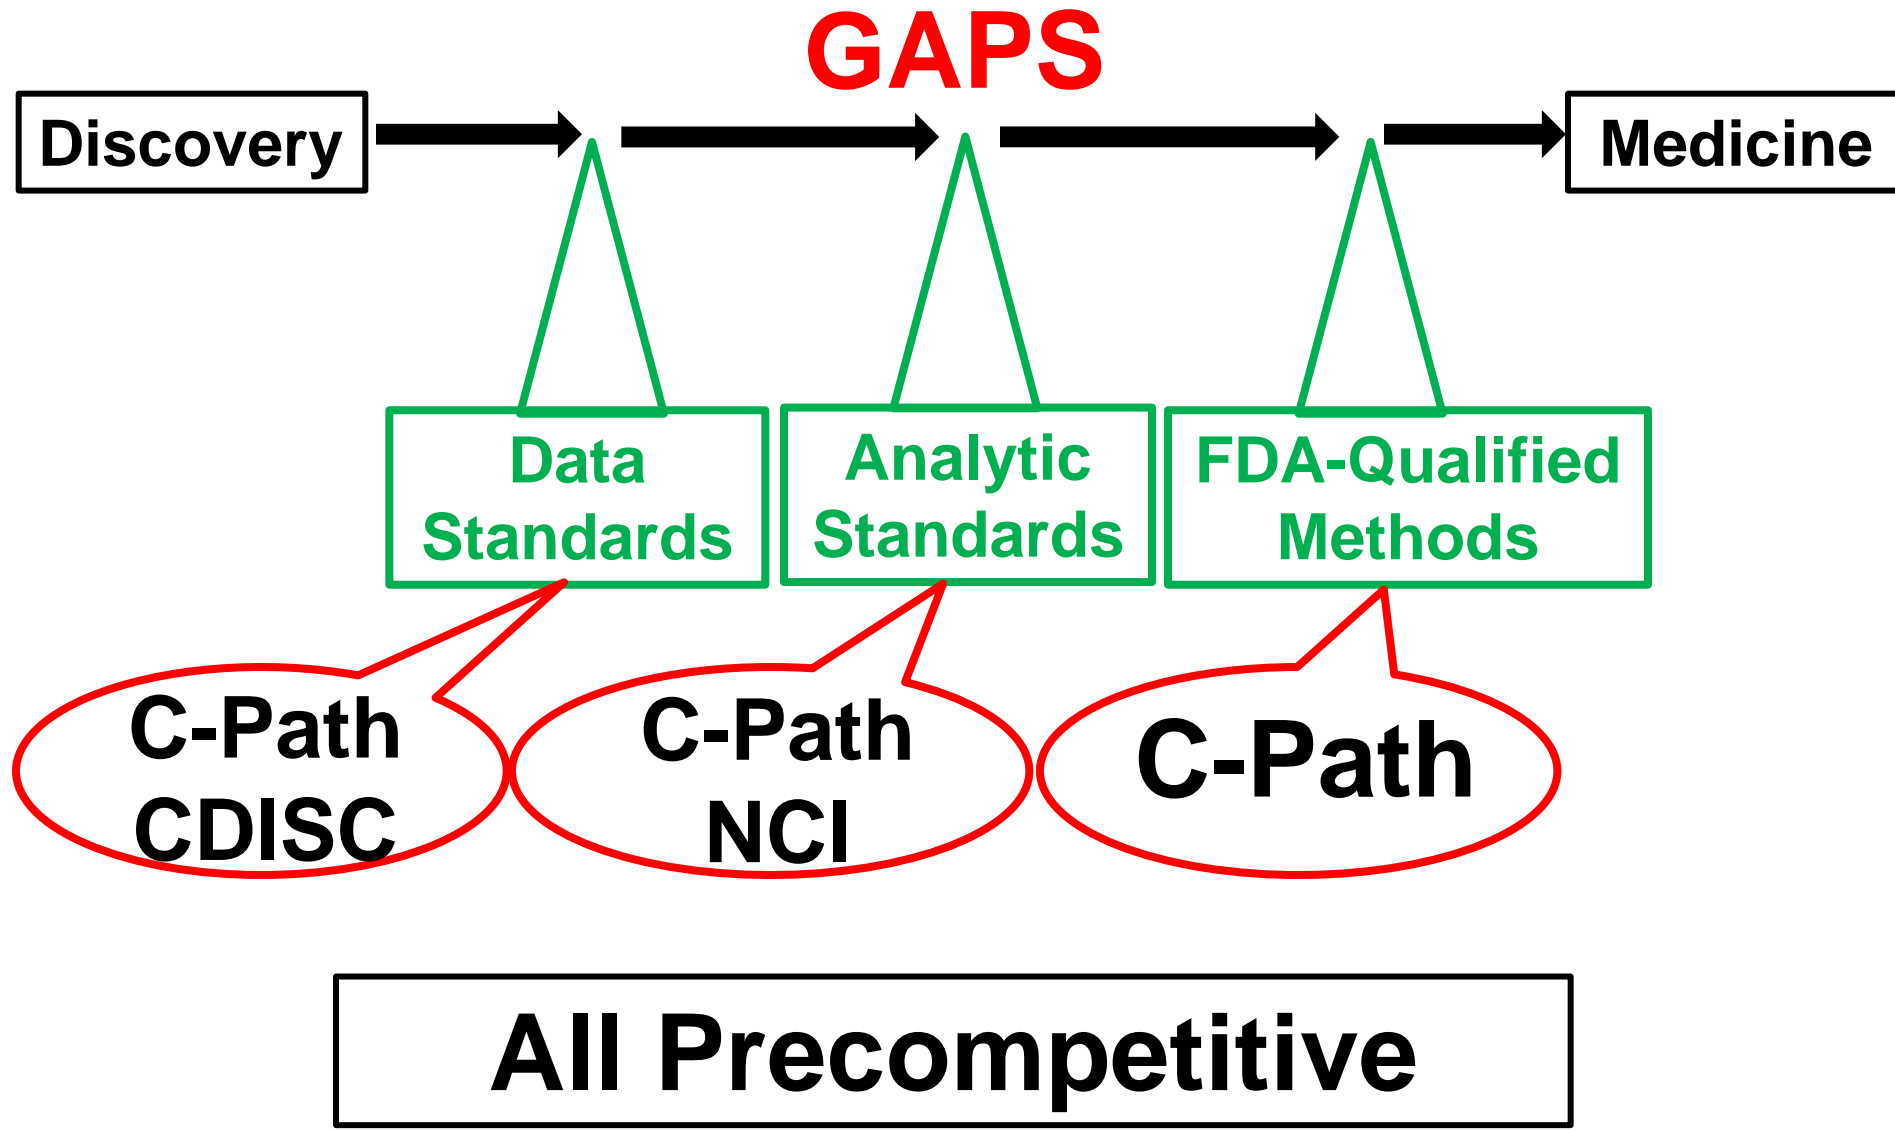 GAPS
Discovery
Medicine
Data
Standards
Analytic
Standards
FDA-Qualified
Methods
C-Path
CDISC
C-Path
NCI
C-Path
All Precompetitive